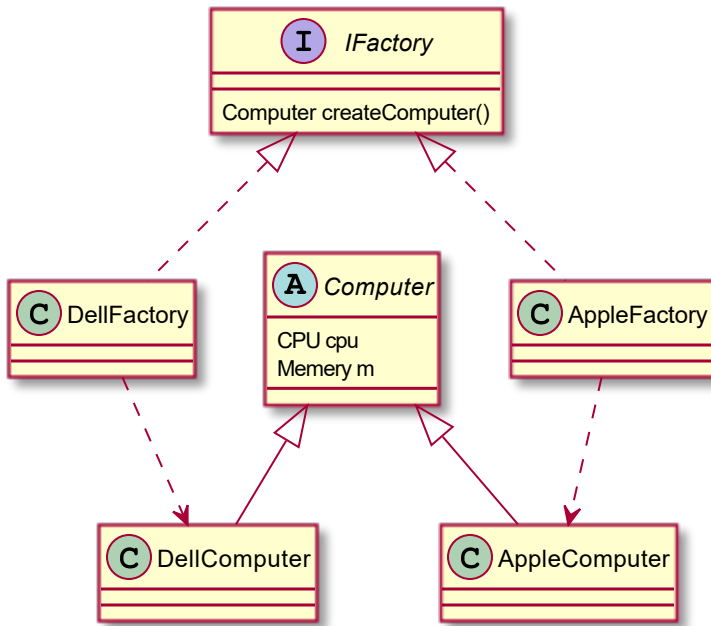 I IFactory
Computer createComputer()
C DellFactory
A Computer
CPU cpu
Memery m
C AppleFactory
C DellComputer
C AppleComputer